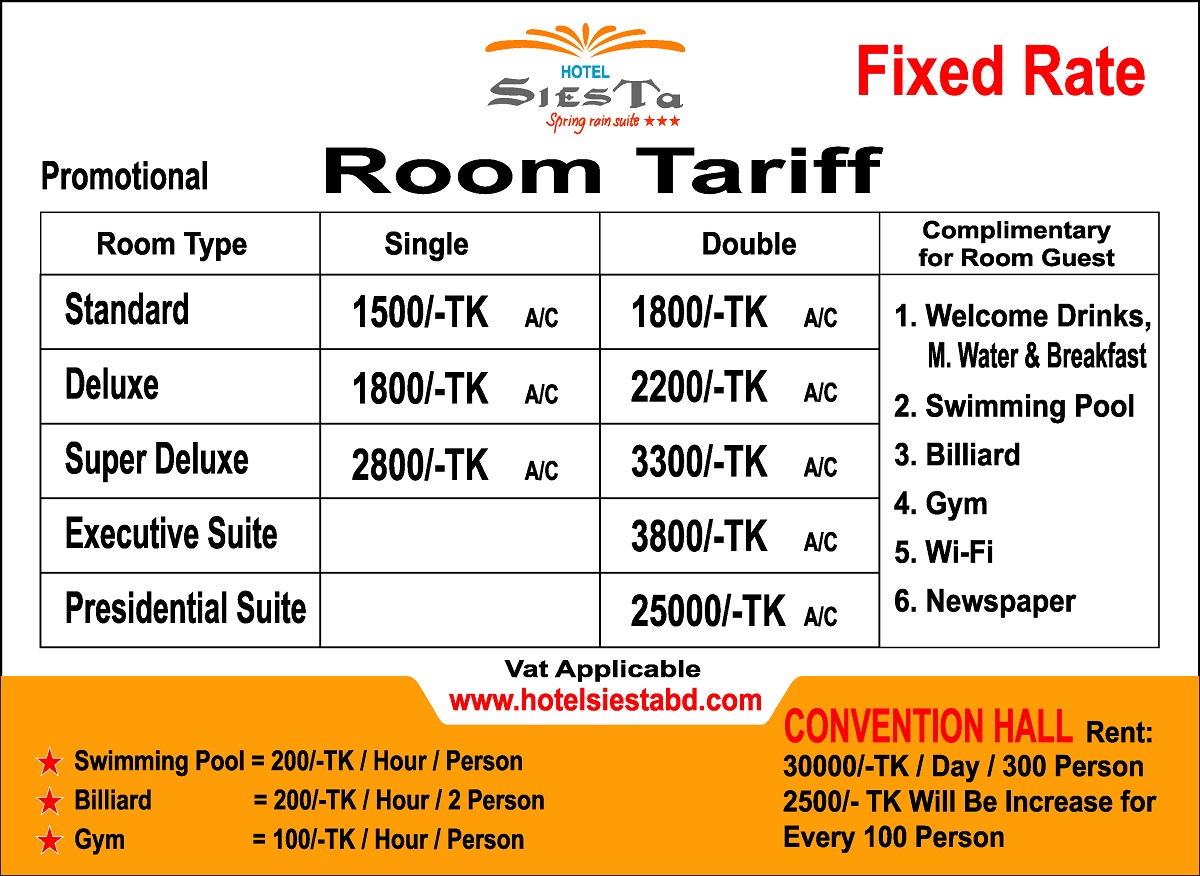 HOTEL
SIESTa
Spring rain suite ★★★
Fixed Rate
Promotional
Room Tariff
Room Type Single Double Complimentary for Room Guest
Standard 1500/-TK A/C 1800/-TK A/C
Deluxe 1800/-TK A/C 2200/-TK A/C
Super Deluxe 2800/-TK A/C 3300/-TK A/C
Executive Suite 3800/-TK A/C
Presidential Suite 25000/-TK A/C
1. Welcome Drinks,
M. Water & Breakfast
2. Swimming Pool
3. Billiard
4. Gym
5. Wi-Fi
6. Newspaper
Vat Applicable
www.hotelsiestabd.com
★ Swimming Pool = 200/-TK / Hour / Person
★ Billiard = 200/-TK / Hour / 2 Person
★ Gym = 100/-TK / Hour / Person
CONVENTION HALL Rent:
30000/-TK / Day / 300 Person
2500/- TK Will Be Increase for
Every 100 Person